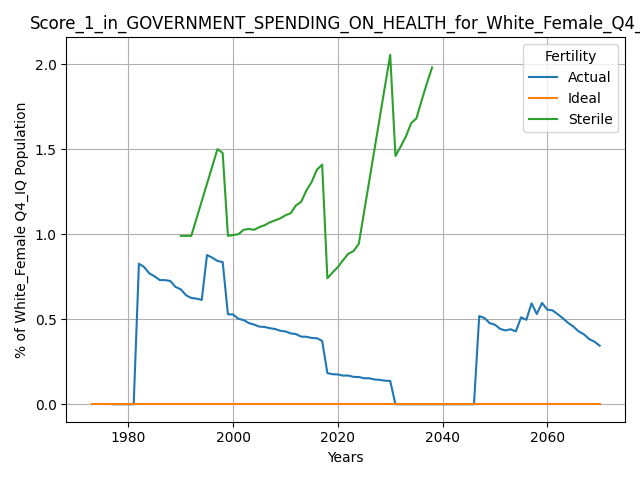 Score_1_in_GOVERNMENT_SPENDING_ON_HEALTH_for_White_Female_Q4_
Fertility
Actual
Ideal
Sterile
% of White_Female Q4_IQ Population
2.0
1.5
1.0
0.5
0.0
1980 2000 2020 2040 2060
Years